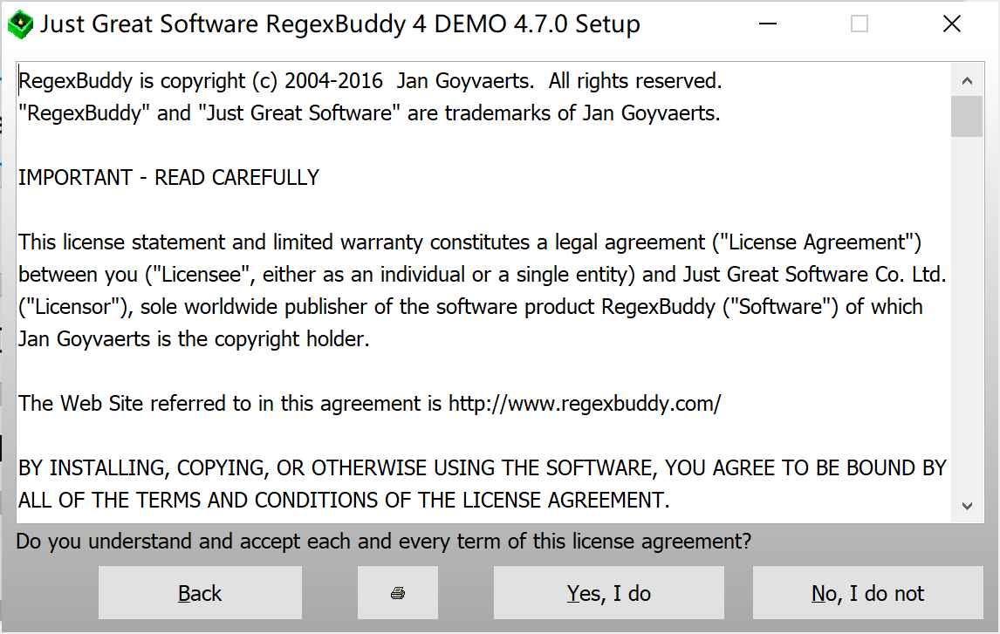 Just Great Software RegexBuddy 4 DEMO 4.7.0 Setup
RegexBuddy is copyright (c) 2004-2016  Jan Goyvaerts.  All rights reserved.
"RegexBuddy" and "Just Great Software" are trademarks of Jan Goyvaerts.
IMPORTANT - READ CAREFULLY
This license statement and limited warranty constitutes a legal agreement ("License Agreement")
between you ("Licensee", either as an individual or a single entity) and Just Great Software Co. Ltd.
("Licensor"), sole worldwide publisher of the software product RegexBuddy ("Software") of which
Jan Goyvaerts is the copyright holder.
The Web Site referred to in this agreement is http://www.regexbuddy.com/
BY INSTALLING, COPYING, OR OTHERWISE USING THE SOFTWARE, YOU AGREE TO BE BOUND BY
ALL OF THE TERMS AND CONDITIONS OF THE LICENSE AGREEMENT.
Do you understand and accept each and every term of this license agreement?
Back
Yes, I do
No, I do not